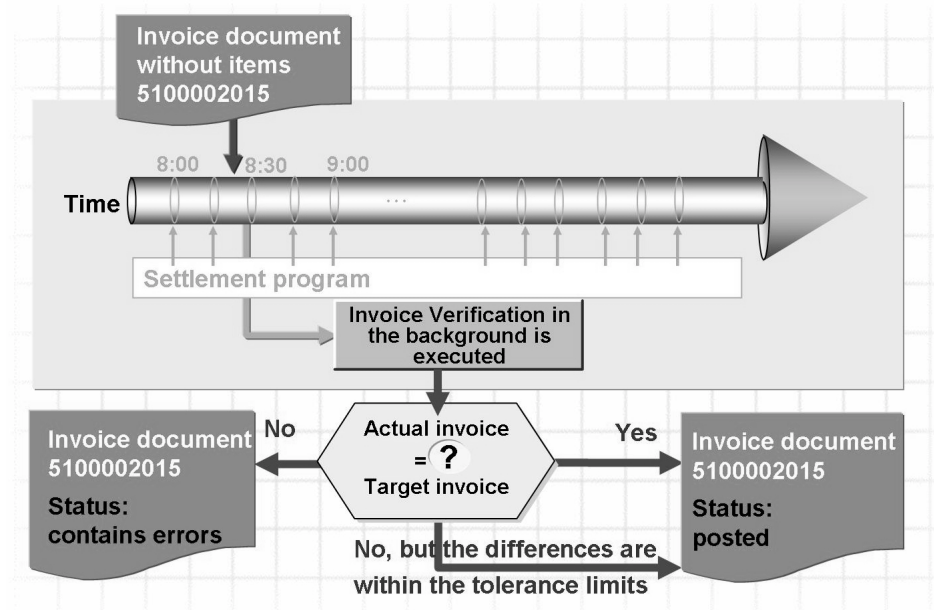 Invoice document
without items
5100002015
8:00
8:30
9:00
Time
...
Settlement program
Invoice Verification in
the background is
executed
Invoice document
5100002015
Status:
contains errors
No
Actual invoice
= ?
Target invoice
Yes
Invoice document
5100002015
Status:
posted
No, but the differences are
within the tolerance limits